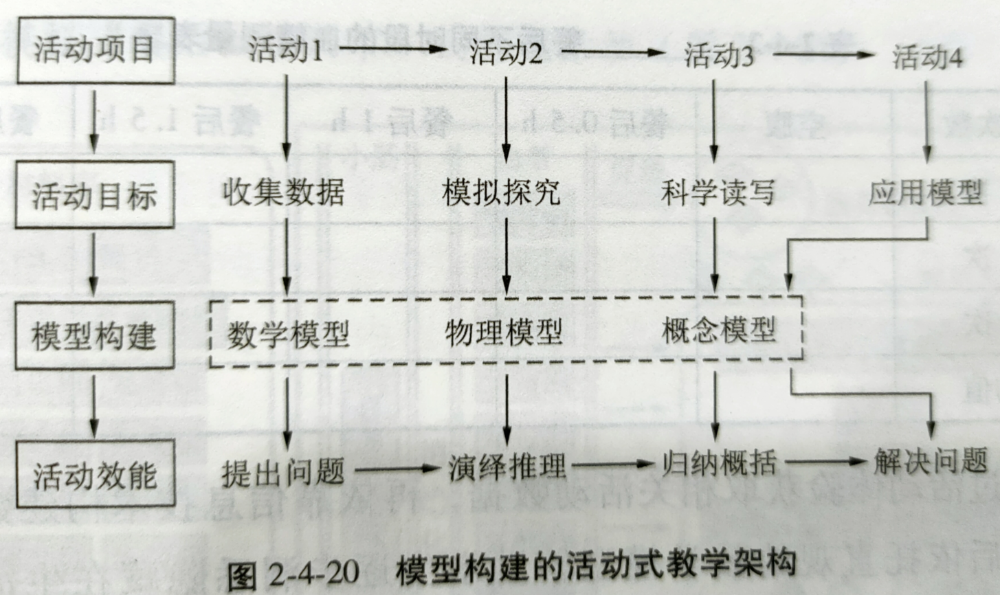 活动项目 活动1 活动2 活动3 活动4
活动目标 收集数据 模拟探究 科学读写 应用模型
模型构建 数学模型 物理模型 概念模型
活动效能 提出问题 演绎推理 归纳概括 解决问题
图 2-4-20 模型构建的活动式教学架构